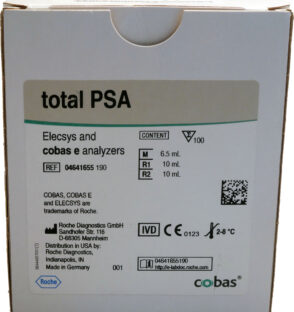 total PSA
Elecsys and
cobas e analyzers
REF 04641655 190
CONTENT
100
M 6.5 mL
R1 10 mL
R2 10 mL
COBAS, COBAS E
and ELECSYS are
trademarks of Roche.
Roche Diagnostics GmbH
Sandhofer Str. 116
D-68305 Mannheim
Distribution in USA by:
Roche Diagnostics,
Indianapolis, IN
Made in Germany
001
IVD CE 0123 2-8 °C
04641655190
Roche
cobas®